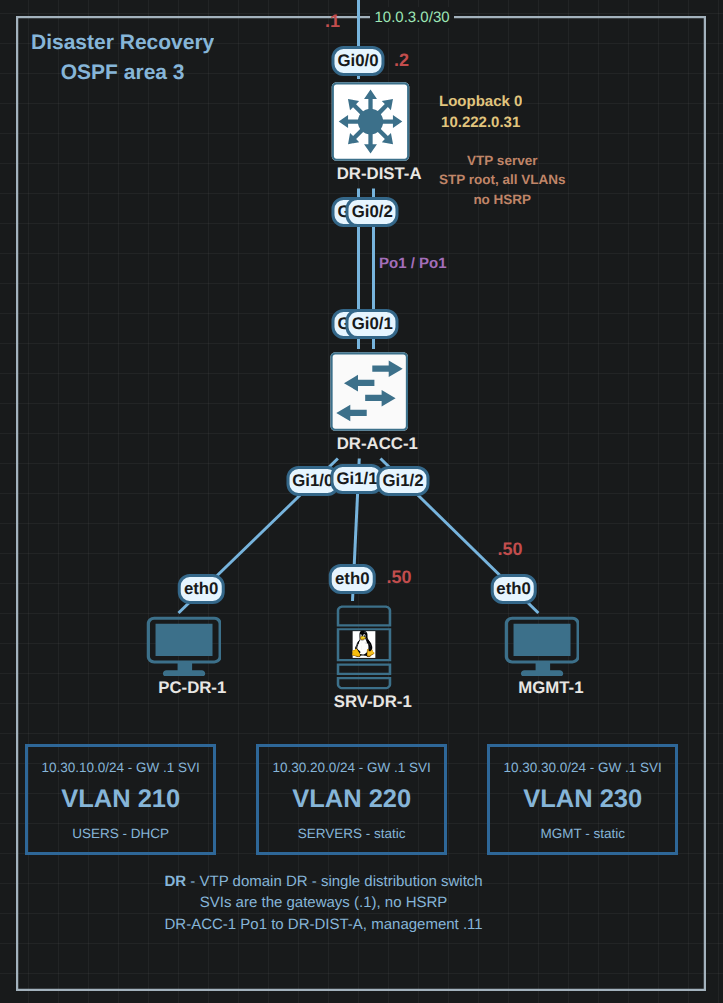 .1
10.0.3.0/30
Disaster Recovery
OSPF area 3
Gi0/0
.2
Loopback 0
10.222.0.31
VTP server
STP root, all VLANs
no HSRP
DR-DIST-A
Gi0/2
Po1 / Po1
Gi0/1
DR-ACC-1
Gi1/0
Gi1/1
Gi1/2
.50
eth0
eth0
.50
eth0
PC-DR-1
SRV-DR-1
MGMT-1
10.30.10.0/24 - GW .1 SVI
VLAN 210
USERS - DHCP
10.30.20.0/24 - GW .1 SVI
VLAN 220
SERVERS - static
10.30.30.0/24 - GW .1 SVI
VLAN 230
MGMT - static
DR - VTP domain DR - single distribution switch
SVIs are the gateways (.1), no HSRP
DR-ACC-1 Po1 to DR-DIST-A, management .11